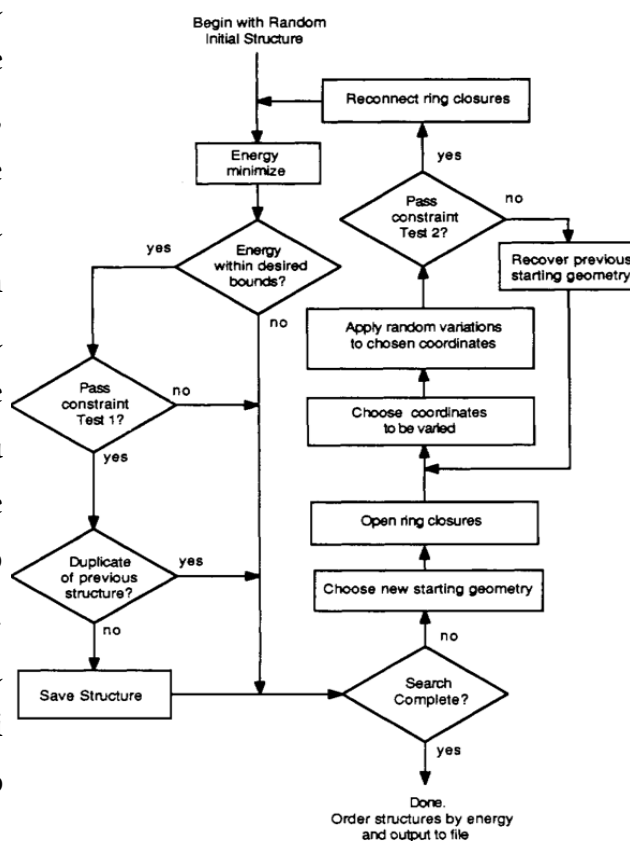 Begin with Random
Initial Structure
Reconnect ring closures
Energy
minimize
yes
Pass
constraint
Test 2?
no
Recover previous
starting geometry
yes
Energy
within desired
bounds?
no
Apply random variations
to chosen coordinates
Pass
constraint
Test 1?
no
Choose coordinates
to be varied
yes
Open ring closures
Duplicate
of previous
structure?
yes
Choose new starting geometry
no
no
Save Structure
Search
Complete?
yes
Done.
Order structures by energy
and output to file